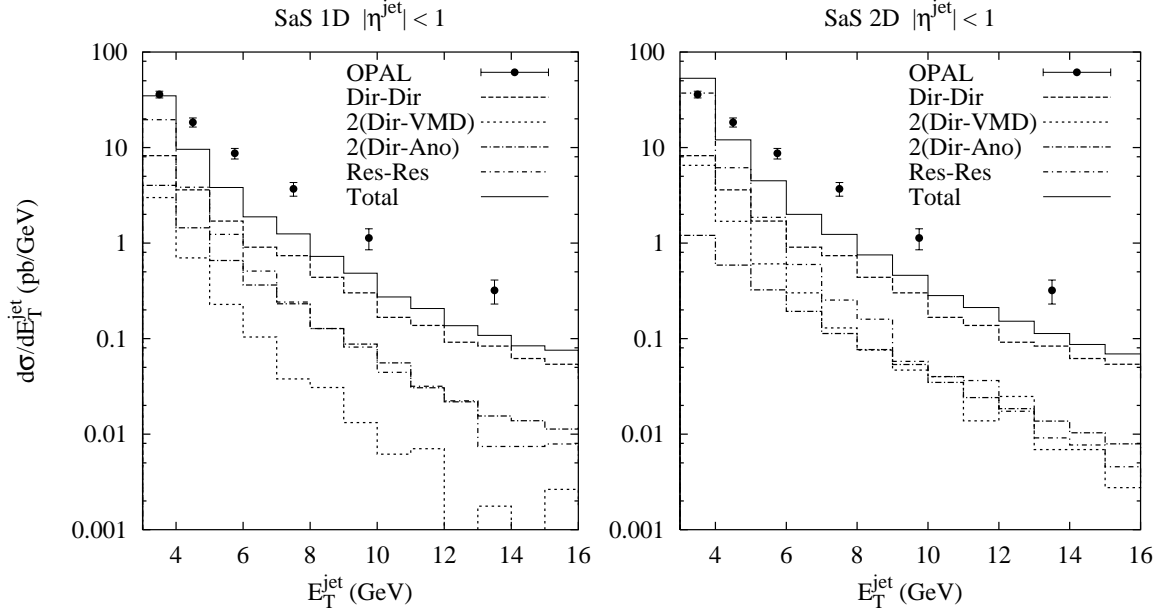 SaS 1D |η^jet| < 1
dσ/dE_T^jet (pb/GeV)
100
10
1
0.1
0.01
0.001
OPAL
Dir-Dir
2(Dir-VMD)
2(Dir-Ano)
Res-Res
Total
4 6 8 10 12 14 16
E_T^jet (GeV)
SaS 2D |η^jet| < 1
100
10
1
0.1
0.01
0.001
OPAL
Dir-Dir
2(Dir-VMD)
2(Dir-Ano)
Res-Res
Total
4 6 8 10 12 14 16
E_T^jet (GeV)